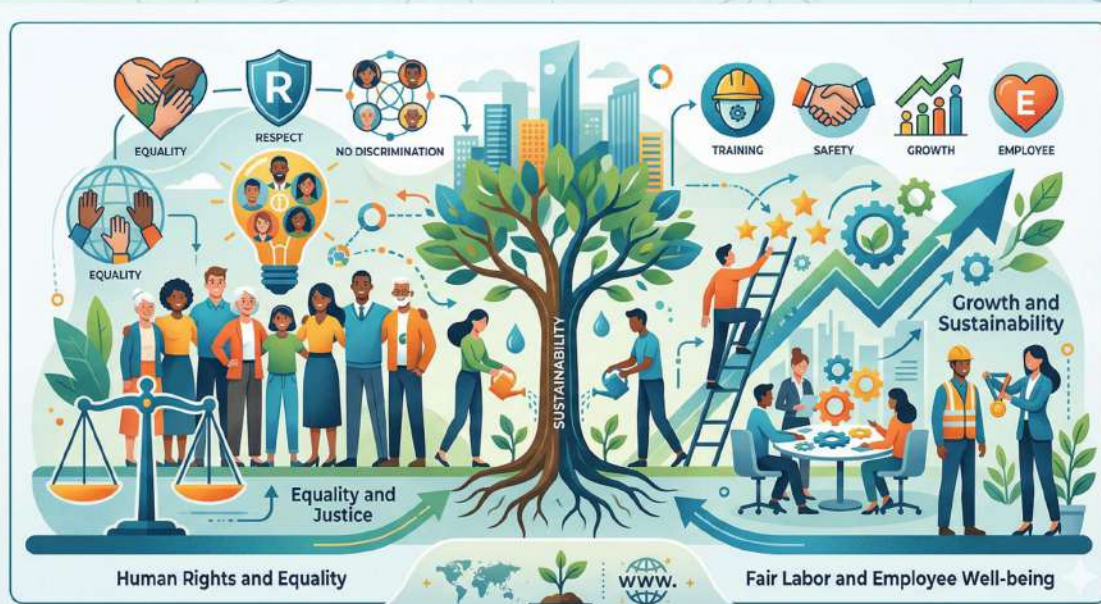 EQUALITY
R
RESPECT
NO DISCRIMINATION
TRAINING
SAFETY
GROWTH
E
EMPLOYEE
EQUALITY
SUSTAINABILITY
Growth and
Sustainability
Equality and
Justice
Human Rights and Equality
www.
Fair Labor and Employee Well-being